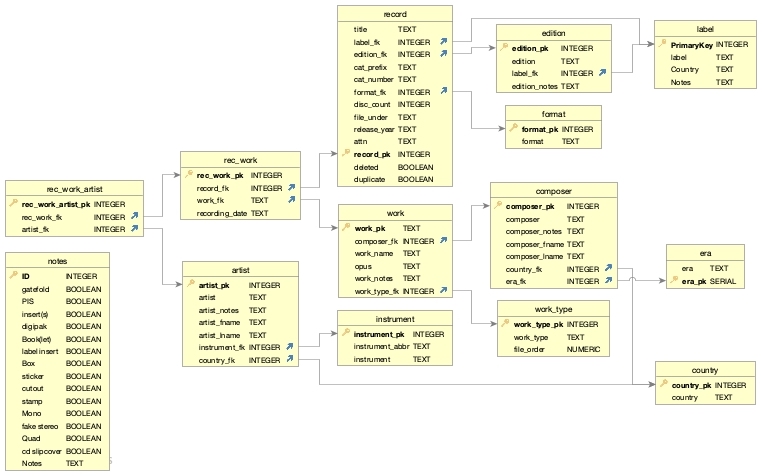 record
title TEXT
label_fk INTEGER
edition_fk INTEGER
cat_prefix TEXT
cat_number TEXT
format_fk INTEGER
disc_count INTEGER
file_under TEXT
release_year TEXT
attn TEXT
record_pk INTEGER
deleted BOOLEAN
duplicate BOOLEAN
edition
edition_pk INTEGER
edition TEXT
label_fk INTEGER
edition_notes TEXT
label
PrimaryKey INTEGER
label TEXT
Country TEXT
Notes TEXT
format
format_pk INTEGER
format TEXT
rec_work
rec_work_pk INTEGER
record_fk INTEGER
work_fk TEXT
recording_date TEXT
rec_work_artist
rec_work_artist_pk INTEGER
rec_work_fk INTEGER
artist_fk INTEGER
work
work_pk TEXT
composer_fk INTEGER
work_name TEXT
opus TEXT
work_notes TEXT
work_type_fk INTEGER
composer
composer_pk INTEGER
composer TEXT
composer_notes TEXT
composer_fname TEXT
composer_lname TEXT
country_fk INTEGER
era_fk INTEGER
era
era TEXT
era_pk SERIAL
notes
ID INTEGER
gatefold BOOLEAN
PIS BOOLEAN
insert(s) BOOLEAN
digipak BOOLEAN
Book(let) BOOLEAN
label insert BOOLEAN
Box BOOLEAN
sticker BOOLEAN
cutout BOOLEAN
stamp BOOLEAN
Mono BOOLEAN
fake stereo BOOLEAN
Quad BOOLEAN
cd slipcover BOOLEAN
Notes TEXT
artist
artist_pk INTEGER
artist TEXT
artist_notes TEXT
artist_fname TEXT
artist_lname TEXT
instrument_fk INTEGER
country_fk INTEGER
instrument
instrument_pk INTEGER
instrument_abbr TEXT
instrument TEXT
work_type
work_type_pk INTEGER
work_type TEXT
file_order NUMERIC
country
country_pk INTEGER
country TEXT